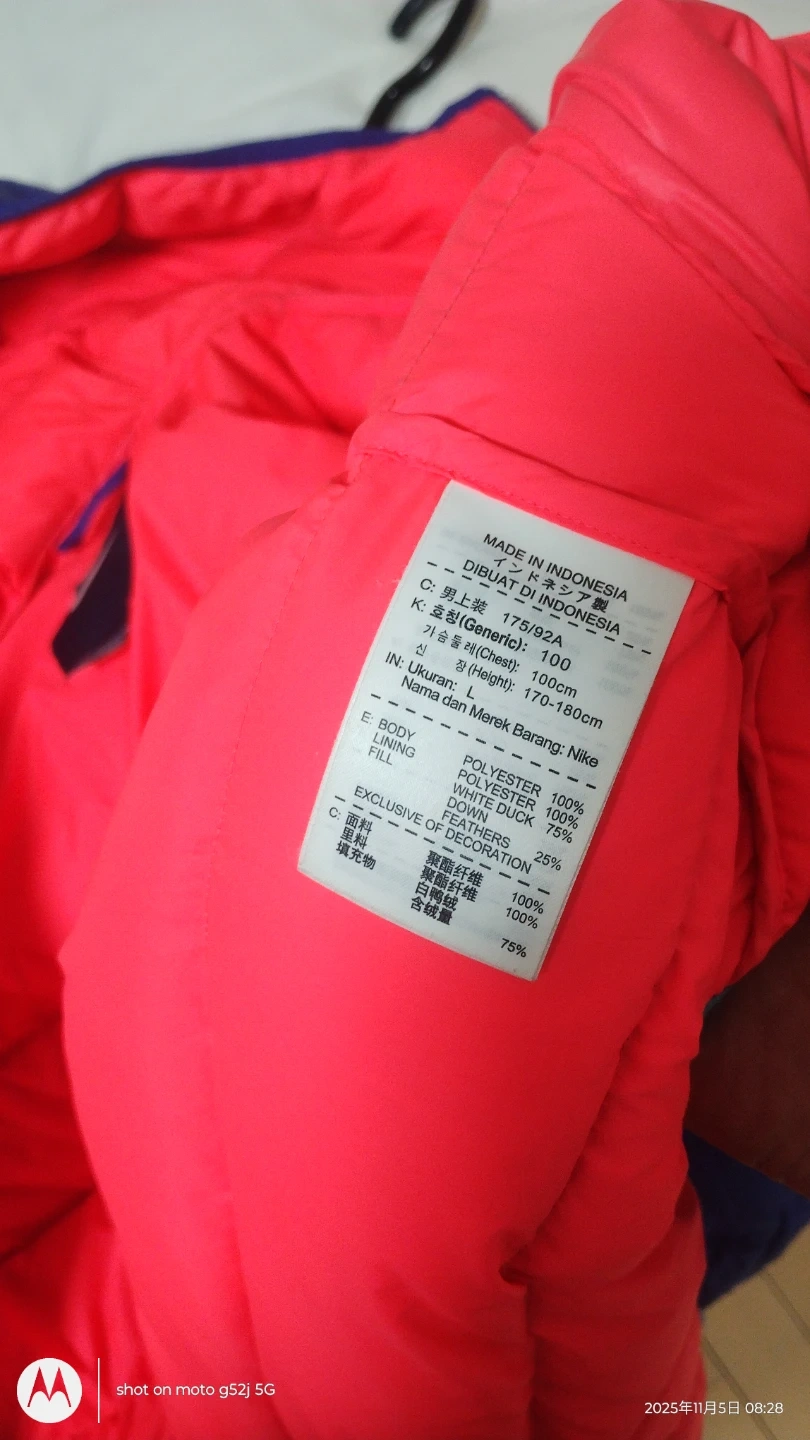 MADE IN INDONESIA
インドネシア製
DIBUAT DI INDONESIA
C: 男上装 175/92A
K: 호칭(Generic): 100
가슴둘레(Chest): 100cm
신 장(Height): 170-180cm
IN: Ukuran: L
Nama dan Merek Barang: Nike
E: BODY POLYESTER 100%
LINING POLYESTER 100%
FILL WHITE DUCK 75%
DOWN
FEATHERS 25%
EXCLUSIVE OF DECORATION
C: 面料 聚酯纤维 100%
里料 聚酯纤维 100%
填充物 白鸭绒
含绒量 75%
shot on moto g52j 5G
2025年11月5日 08:28